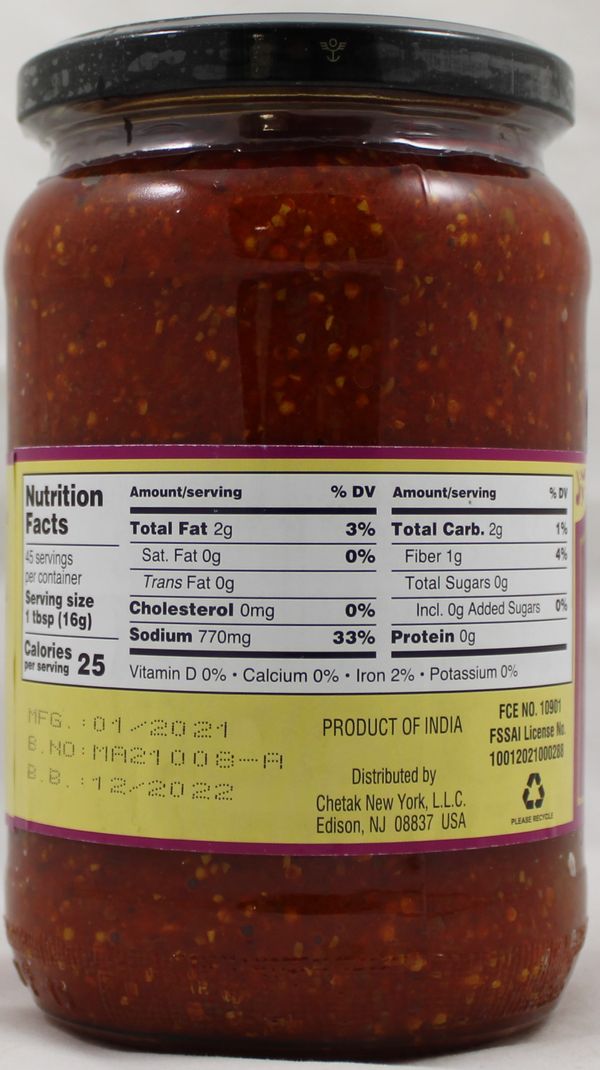 Nutrition
Facts
45 servings
per container
Serving size
1 tbsp (16g)
Calories
per serving 25
Amount/serving % DV
Total Fat 2g 3%
Sat. Fat 0g 0%
Trans Fat 0g
Cholesterol 0mg 0%
Sodium 770mg 33%
Amount/serving % DV
Total Carb. 2g 1%
Fiber 1g 4%
Total Sugars 0g
Incl. 0g Added Sugars 0%
Protein 0g
Vitamin D 0% • Calcium 0% • Iron 2% • Potassium 0%
MFG. :01/2021
B.NO:MA21008-A
B.B. :12/2022
PRODUCT OF INDIA
Distributed by
Chetak New York, L.L.C.
Edison, NJ 08837 USA
FCE NO. 10901
FSSAI License No.
10012021000288
PLEASE RECYCLE